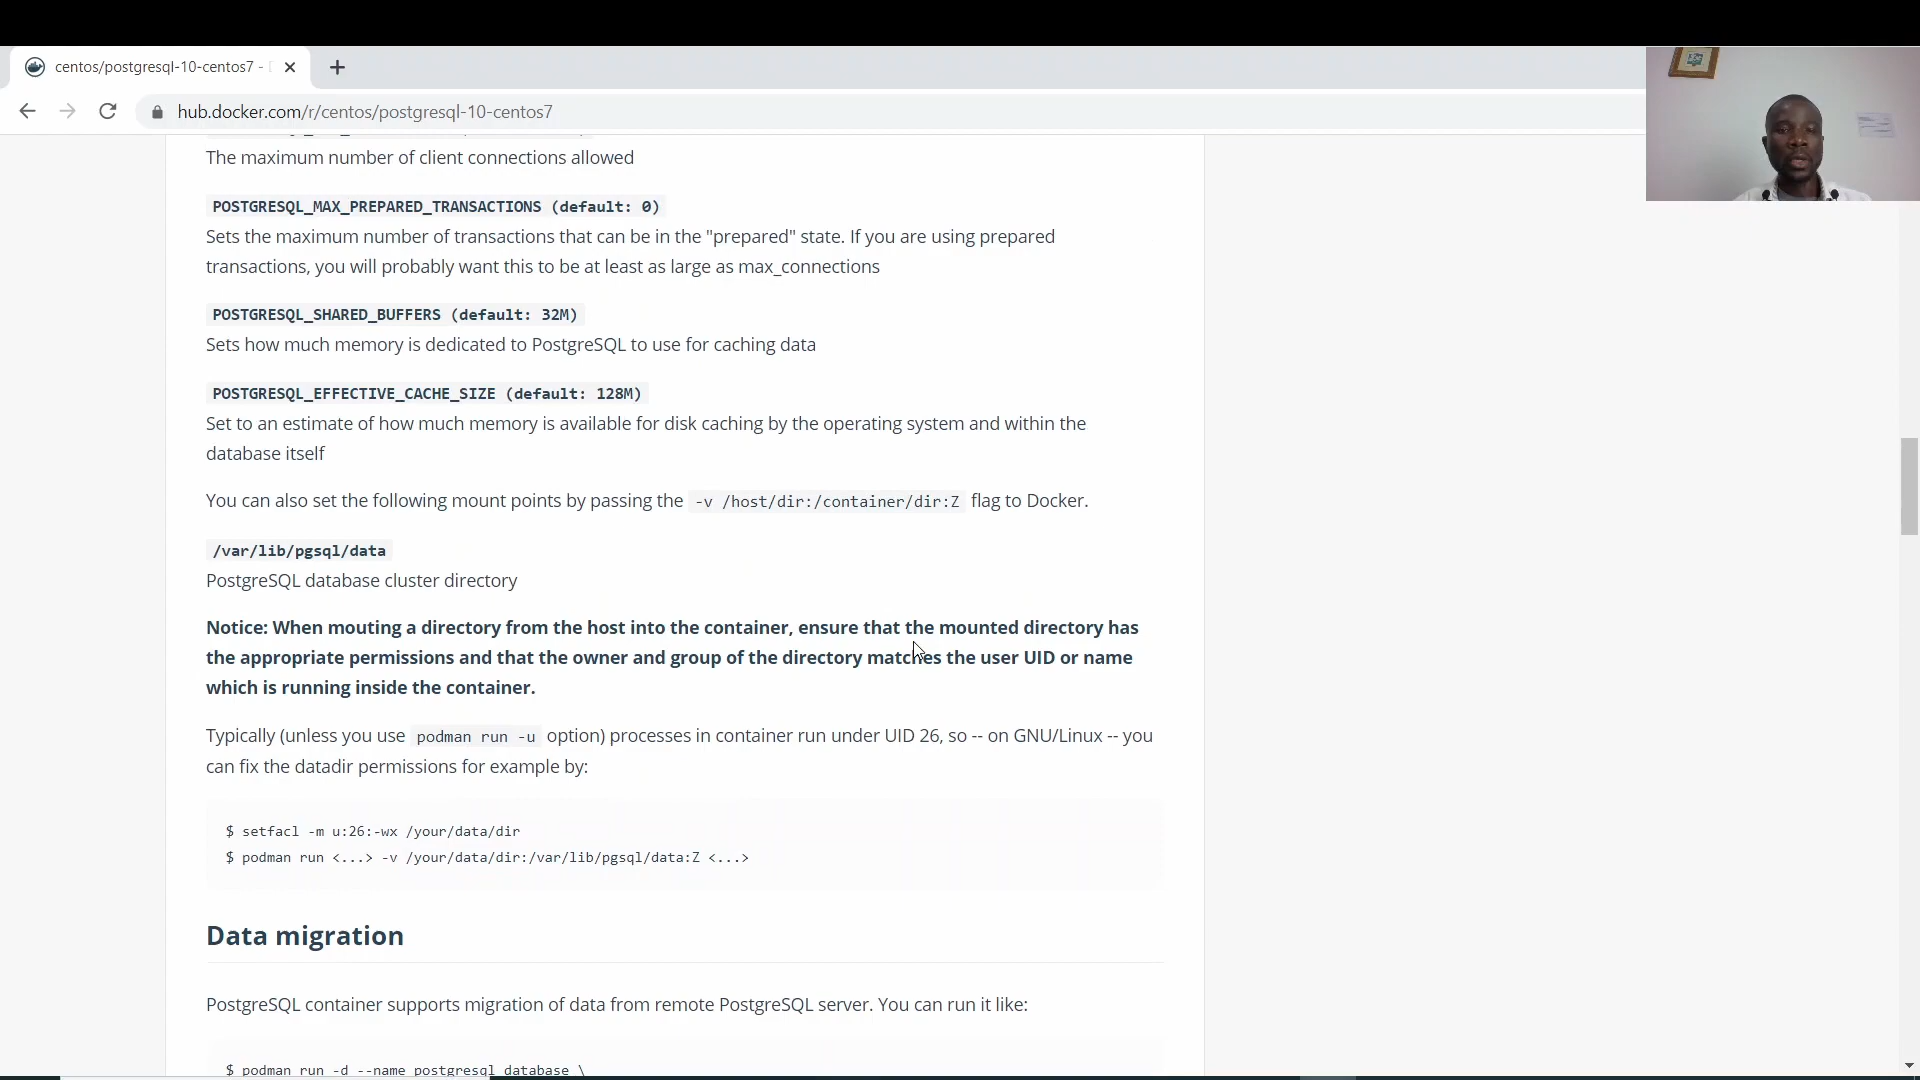 centos/postgresql-10-centos7 -
hub.docker.com/r/centos/postgresql-10-centos7
The maximum number of client connections allowed
POSTGRESQL_MAX_PREPARED_TRANSACTIONS (default: 0)
Sets the maximum number of transactions that can be in the "prepared" state. If you are using prepared
transactions, you will probably want this to be at least as large as max_connections
POSTGRESQL_SHARED_BUFFERS (default: 32M)
Sets how much memory is dedicated to PostgreSQL to use for caching data
POSTGRESQL_EFFECTIVE_CACHE_SIZE (default: 128M)
Set to an estimate of how much memory is available for disk caching by the operating system and within the
database itself
You can also set the following mount points by passing the -v /host/dir:/container/dir:Z flag to Docker.
/var/lib/pgsql/data
PostgreSQL database cluster directory
Notice: When mouting a directory from the host into the container, ensure that the mounted directory has
the appropriate permissions and that the owner and group of the directory matches the user UID or name
which is running inside the container.
Typically (unless you use podman run -u option) processes in container run under UID 26, so -- on GNU/Linux -- you
can fix the datadir permissions for example by:
$ setfacl -m u:26:-wx /your/data/dir
$ podman run <...> -v /your/data/dir:/var/lib/pgsql/data:Z <...>
Data migration
PostgreSQL container supports migration of data from remote PostgreSQL server. You can run it like:
$ podman run -d --name postgresql_database \